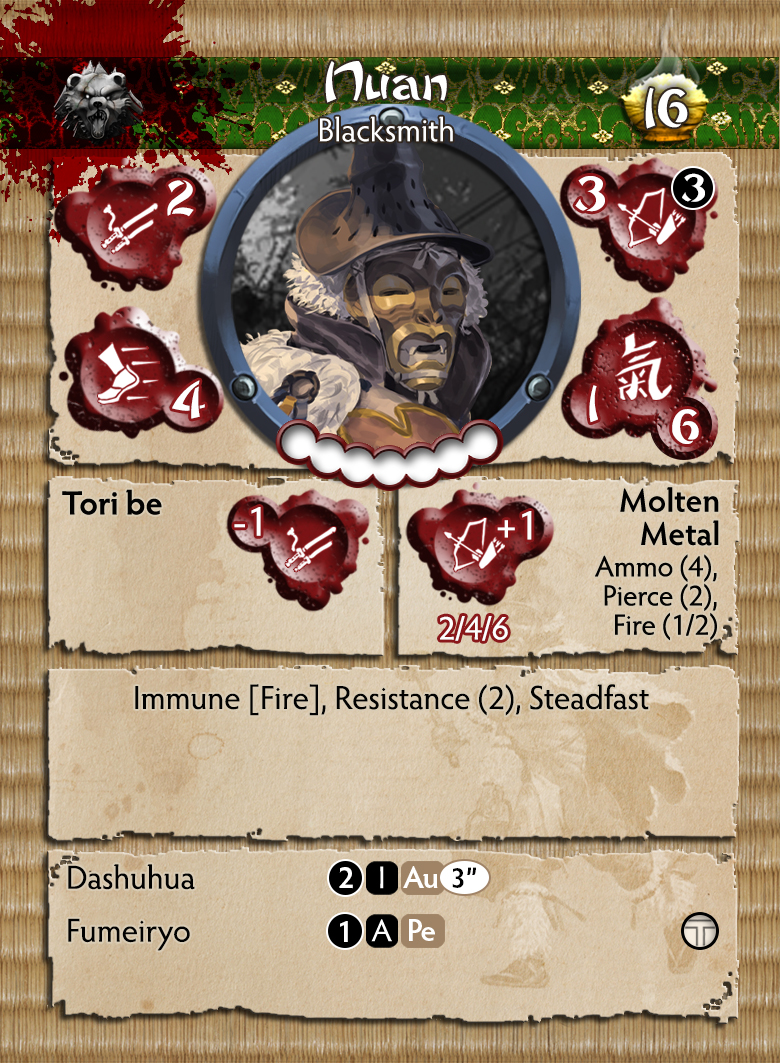 Nuan
Blacksmith
16
2
3
3
4
氣
1
6
Tori be
-1
+1
2/4/6
Molten
Metal
Ammo (4),
Pierce (2),
Fire (1/2)
Immune [Fire], Resistance (2), Steadfast
Dashuhua 2 I Au 3"
Fumeiryo 1 A Pe
T